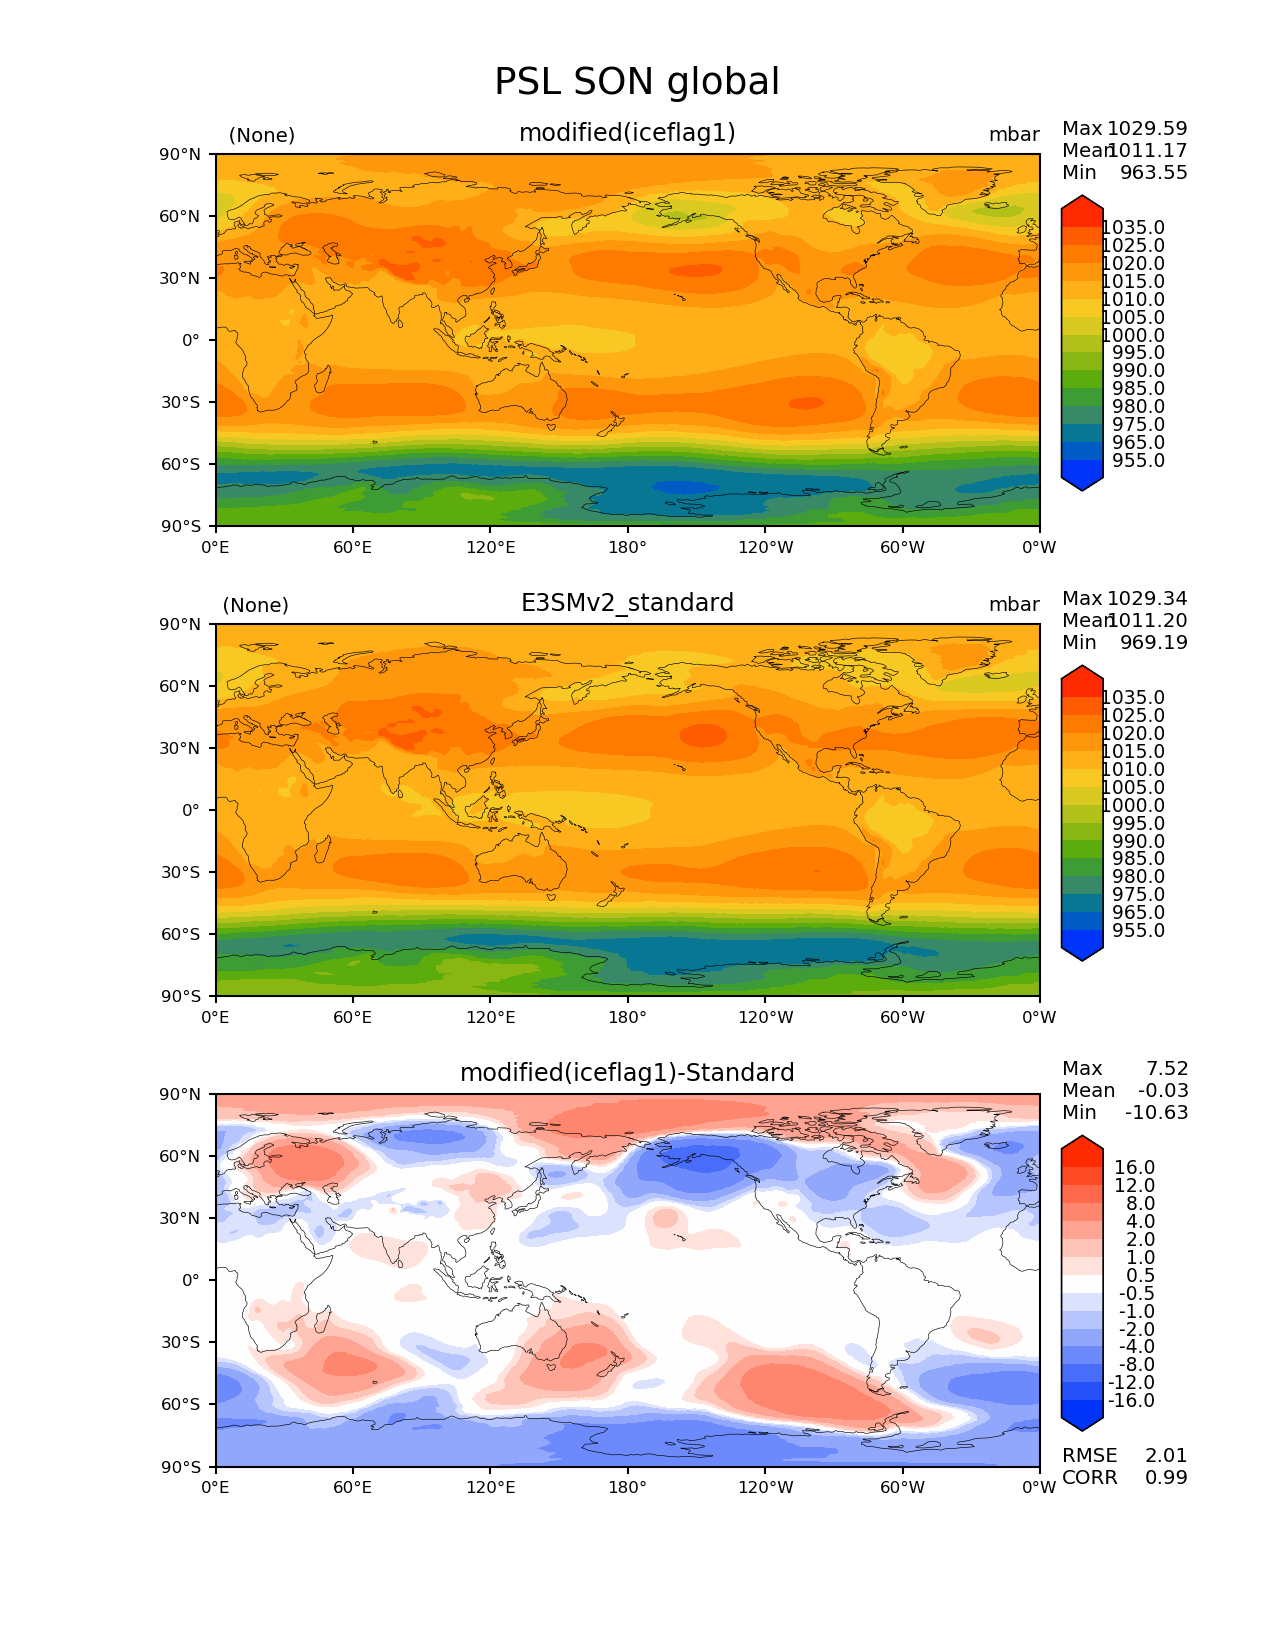 PSL SON global
(None) modified(iceflag1) mbar
Max 1029.59
Mean 1011.17
Min 963.55
90°N
60°N
30°N
0°
30°S
60°S
90°S
0°E 60°E 120°E 180° 120°W 60°W 0°W
1035.0
1025.0
1020.0
1015.0
1010.0
1005.0
1000.0
995.0
990.0
985.0
980.0
975.0
965.0
955.0
(None) E3SMv2_standard mbar
Max 1029.34
Mean 1011.20
Min 969.19
90°N
60°N
30°N
0°
30°S
60°S
90°S
0°E 60°E 120°E 180° 120°W 60°W 0°W
1035.0
1025.0
1020.0
1015.0
1010.0
1005.0
1000.0
995.0
990.0
985.0
980.0
975.0
965.0
955.0
modified(iceflag1)-Standard
Max 7.52
Mean -0.03
Min -10.63
90°N
60°N
30°N
0°
30°S
60°S
90°S
0°E 60°E 120°E 180° 120°W 60°W 0°W
16.0
12.0
8.0
4.0
2.0
1.0
0.5
-0.5
-1.0
-2.0
-4.0
-8.0
-12.0
-16.0
RMSE 2.01
CORR 0.99